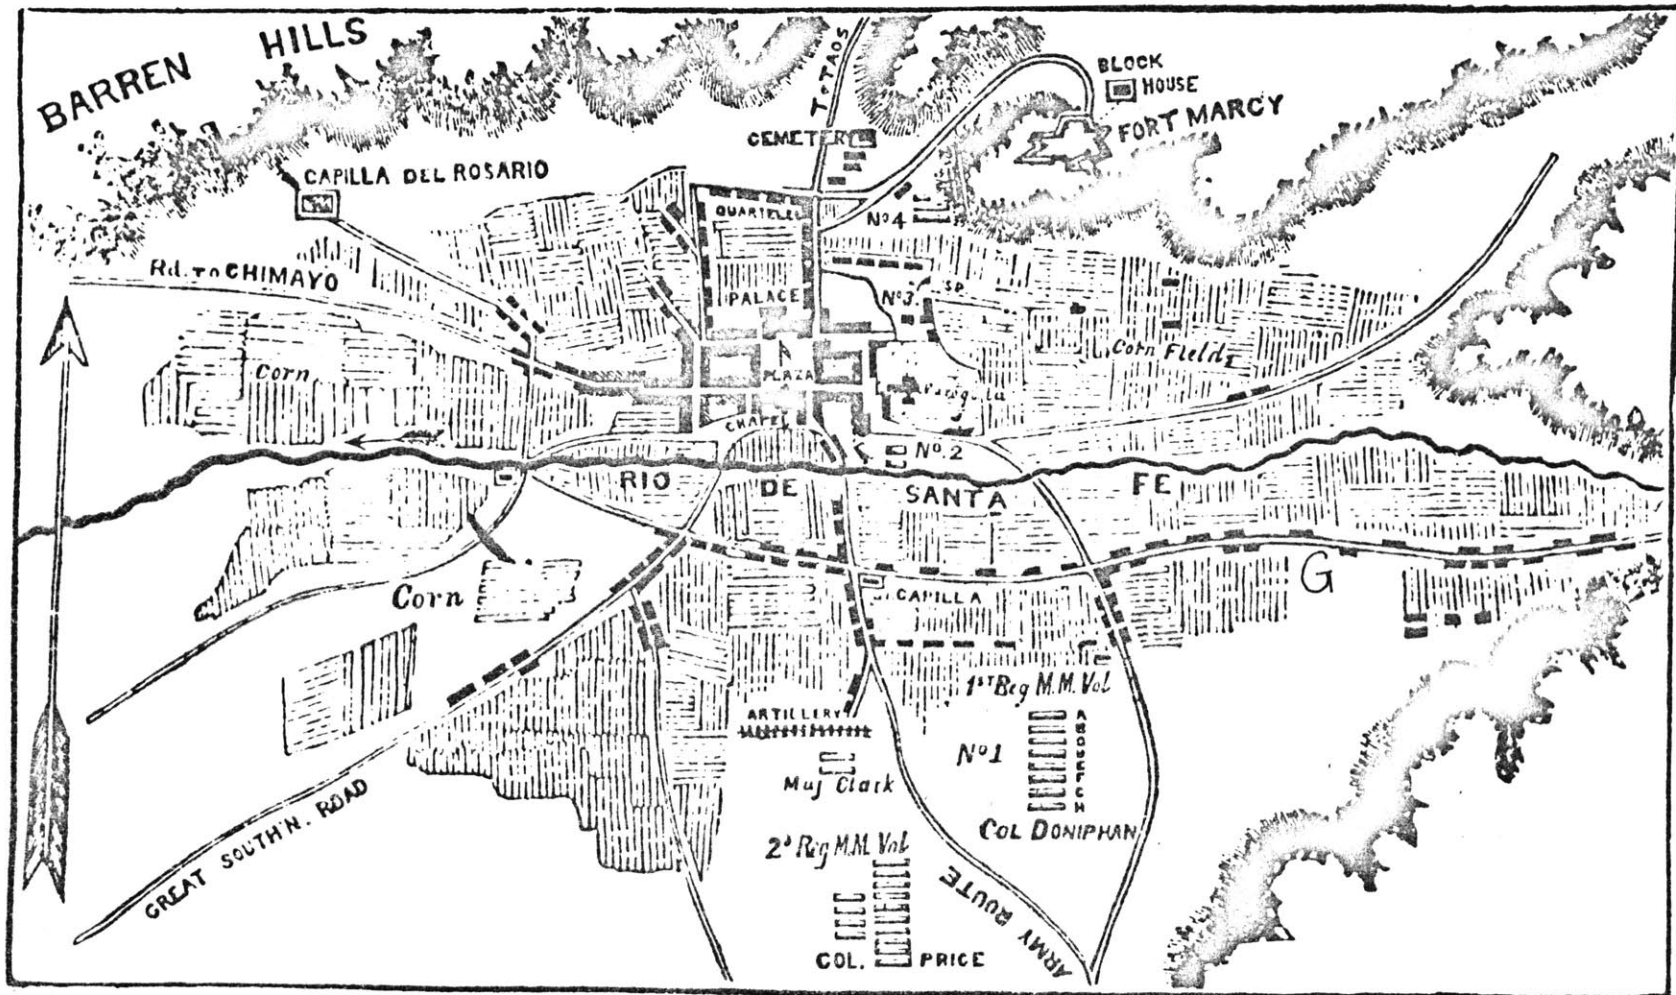 BARREN HILLS
To TAOS
BLOCK
HOUSE
CEMETERY
FORT MARCY
CAPILLA DEL ROSARIO
QUARTELEL
No 4
Rd. To CHIMAYO
PALACE
No 3
SP.
Corn
PLAZA
Corn Fields
CHAPEL
No. 2
RIO DE SANTA FE
G
Corn
CAPILLA
1ST Reg M.M. Vol
ARTILLERY
A
No 1
E
F
H
Maj Clark
COL DONIPHAN
GREAT SOUTH'N. ROAD
2d Reg M.M. Vol
ARMY ROUTE
COL. PRICE